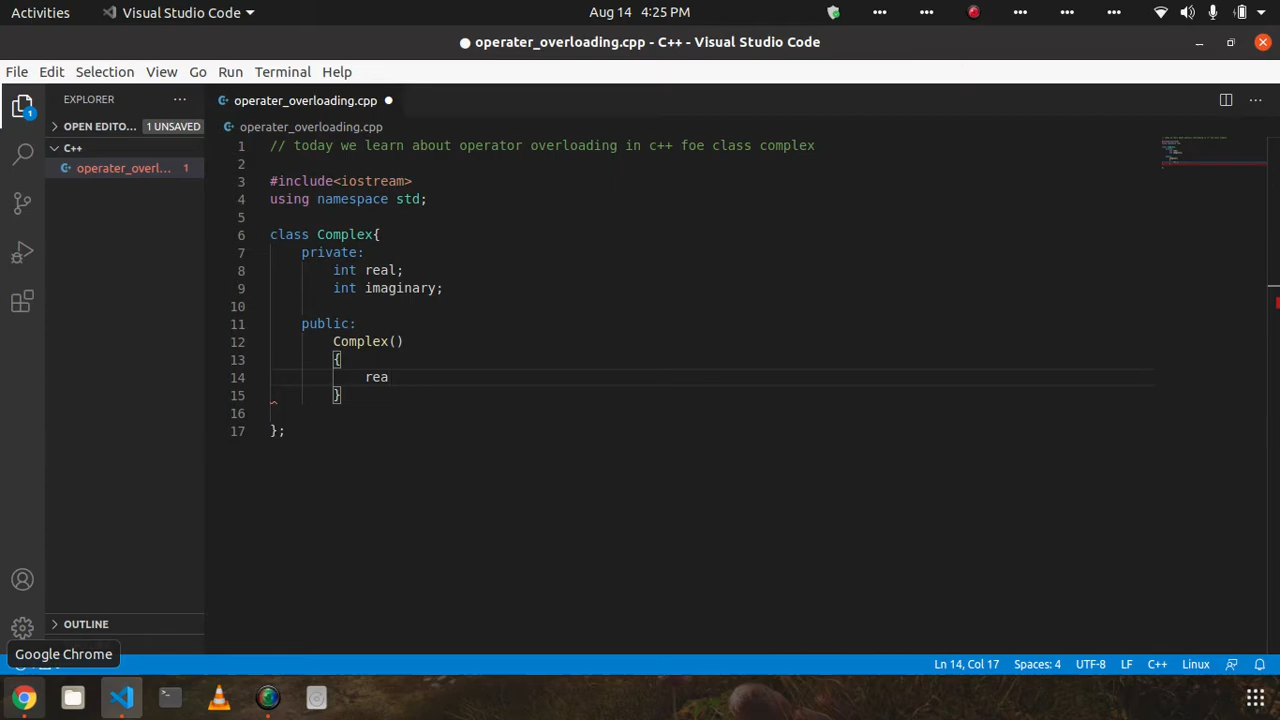 Activities
Visual Studio Code
Aug 14 4:25 PM
operater_overloading.cpp - C++ - Visual Studio Code
File Edit Selection View Go Run Terminal Help
EXPLORER
operater_overloading.cpp
OPEN EDITO... 1 UNSAVED
operater_overloading.cpp
C++
operater_overl... 1
1
1 // today we learn about operator overloading in c++ foe class complex
2
3 #include<iostream>
4 using namespace std;
5
6 class Complex{
7 private:
8 int real;
9 int imaginary;
10
11 public:
12 Complex()
13 {
14 rea
15 }
16
17 };
OUTLINE
Google Chrome
Ln 14, Col 17 Spaces: 4 UTF-8 LF C++ Linux